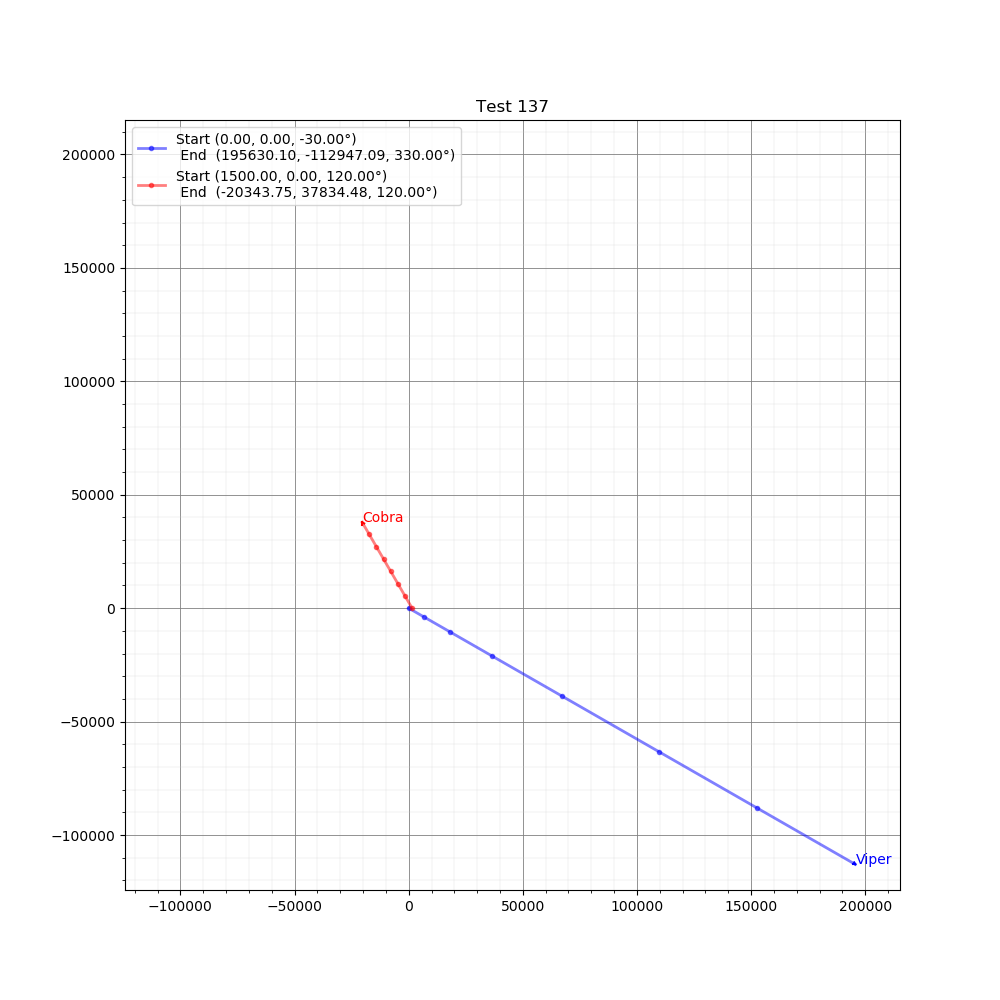 Test 137
Start (0.00, 0.00, -30.00°)
End (195630.10, -112947.09, 330.00°)
Start (1500.00, 0.00, 120.00°)
End (-20343.75, 37834.48, 120.00°)
200000
150000
100000
50000
0
−50000
−100000
Cobra
Viper
−100000
−50000
0
50000
100000
150000
200000